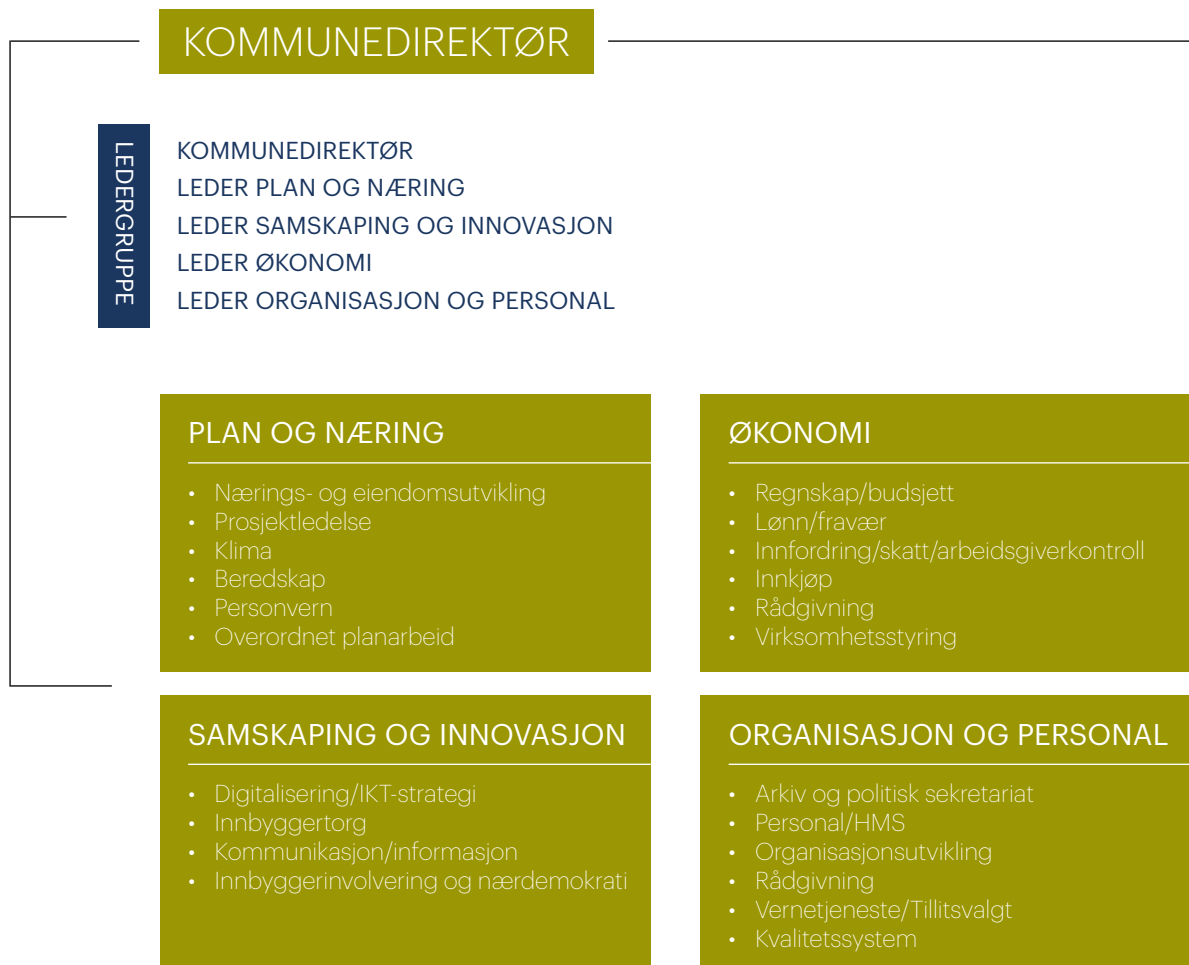 KOMMUNEDIREKTØR
LEDERGRUPPE
KOMMUNEDIREKTØR
LEDER PLAN OG NÆRING
LEDER SAMSKAPING OG INNOVASJON
LEDER ØKONOMI
LEDER ORGANISASJON OG PERSONAL
PLAN OG NÆRING
• Nærings- og eiendomsutvikling
• Prosjektledelse
• Klima
• Beredskap
• Personvern
• Overordnet planarbeid
ØKONOMI
• Regnskap/budsjett
• Lønn/fravær
• Innfordring/skatt/arbeidsgiverkontroll
• Innkjøp
• Rådgivning
• Virksomhetsstyring
SAMSKAPING OG INNOVASJON
• Digitalisering/IKT-strategi
• Innbyggertorg
• Kommunikasjon/informasjon
• Innbyggerinvolvering og nærdemokrati
ORGANISASJON OG PERSONAL
• Arkiv og politisk sekretariat
• Personal/HMS
• Organisasjonsutvikling
• Rådgivning
• Vernetjeneste/Tillitsvalgt
• Kvalitetssystem